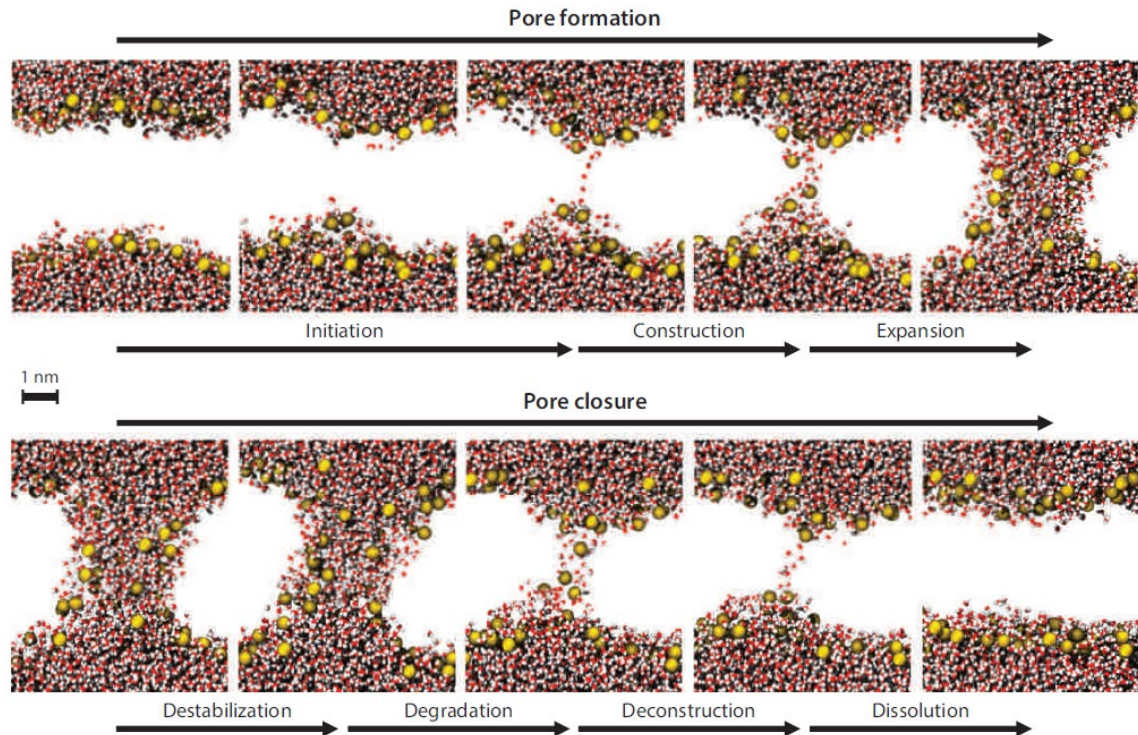 Pore formation
Initiation Construction Expansion
1 nm
Pore closure
Destabilization Degradation Deconstruction Dissolution